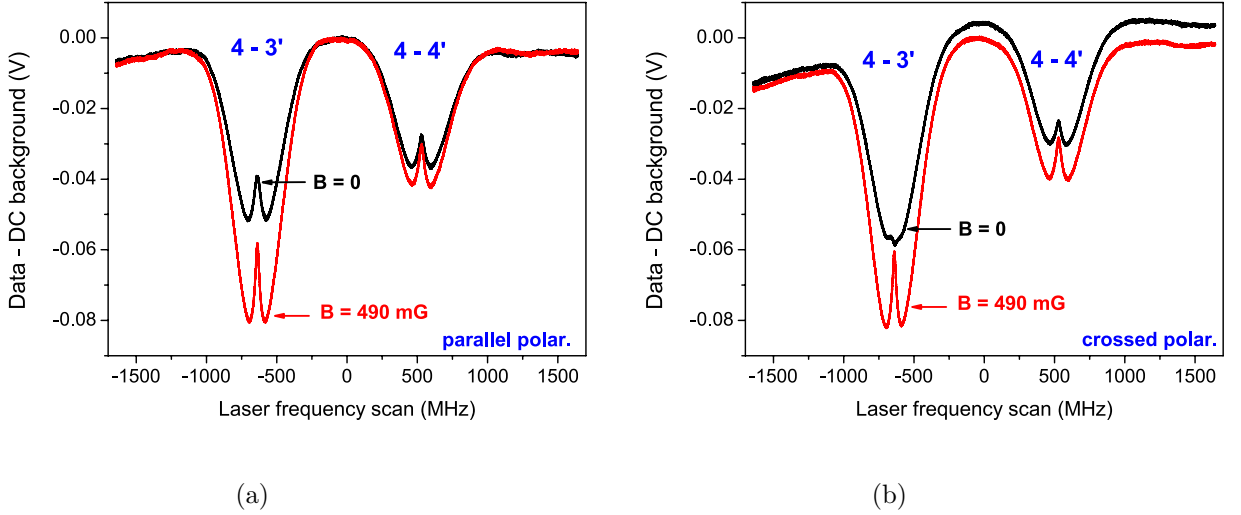 0.00
-0.02
-0.04
-0.06
-0.08
Data - DC background (V)
4 - 3'
4 - 4'
B = 0
B = 490 mG
parallel polar.
-1500 -1000 -500 0 500 1000 1500
Laser frequency scan (MHz)
(a)
0.00
-0.02
-0.04
-0.06
-0.08
Data - DC background (V)
4 - 3'
4 - 4'
B = 0
B = 490 mG
crossed polar.
-1500 -1000 -500 0 500 1000 1500
Laser frequency scan (MHz)
(b)